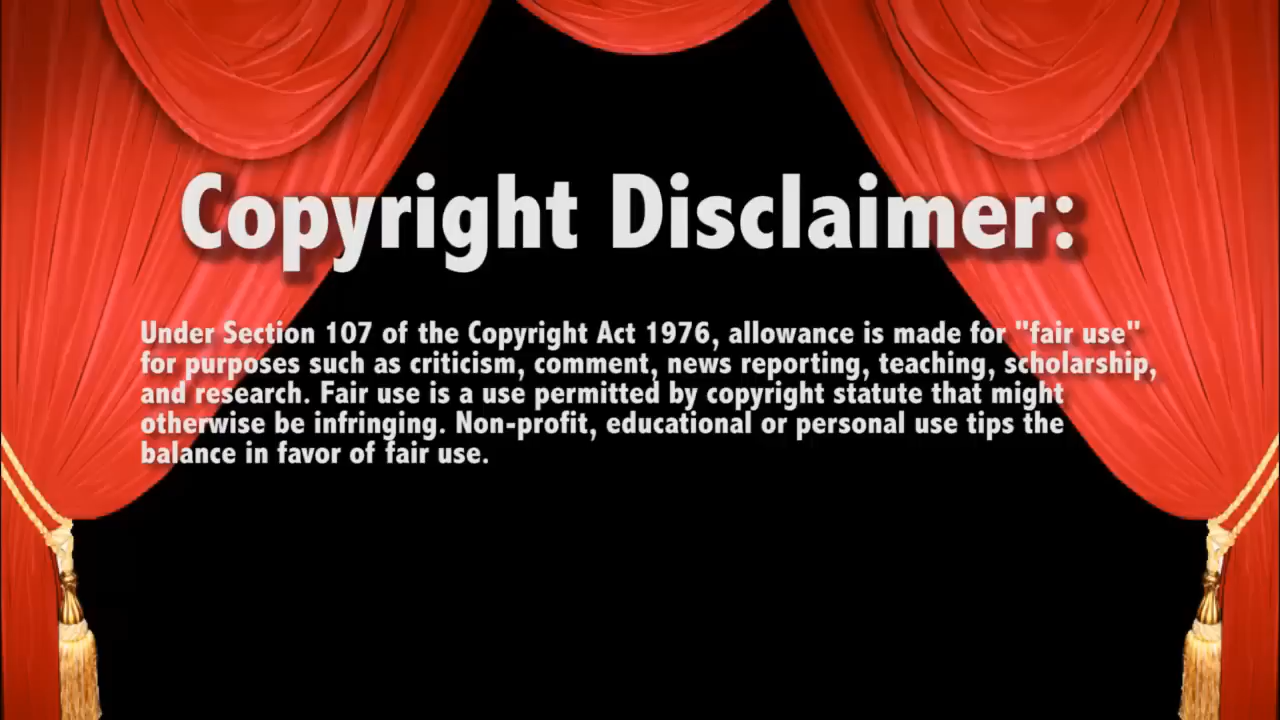 Copyright Disclaimer:
Under Section 107 of the Copyright Act 1976, allowance is made for "fair use"
for purposes such as criticism, comment, news reporting, teaching, scholarship,
and research. Fair use is a use permitted by copyright statute that might
otherwise be infringing. Non-profit, educational or personal use tips the
balance in favor of fair use.